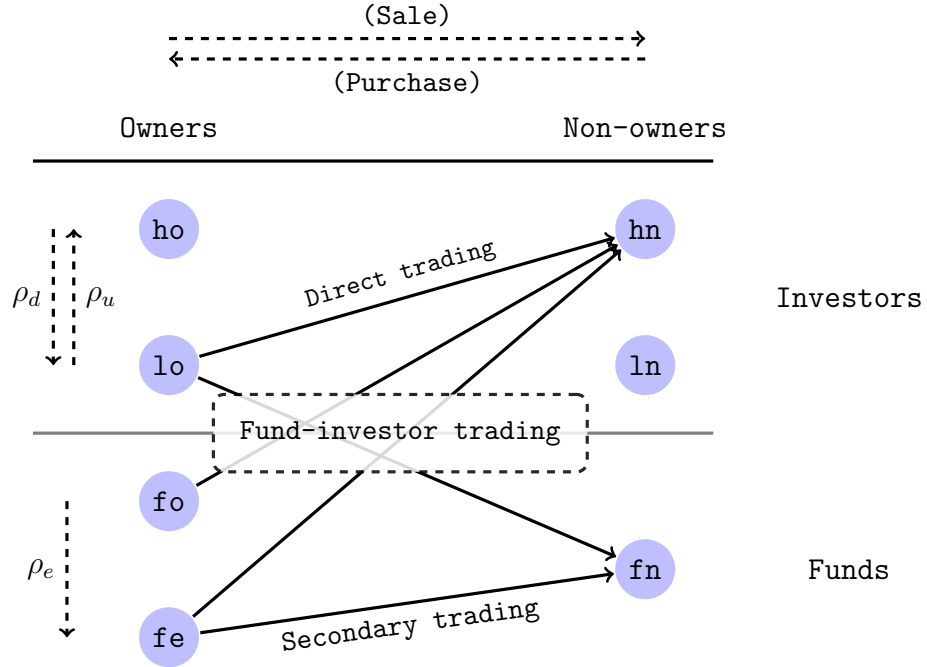 (Sale)
(Purchase)
Owners
Non-owners
ho
hn
Direct trading
ρd
ρu
Investors
lo
ln
Fund-investor trading
fo
ρe
fn
Funds
Secondary trading
fe